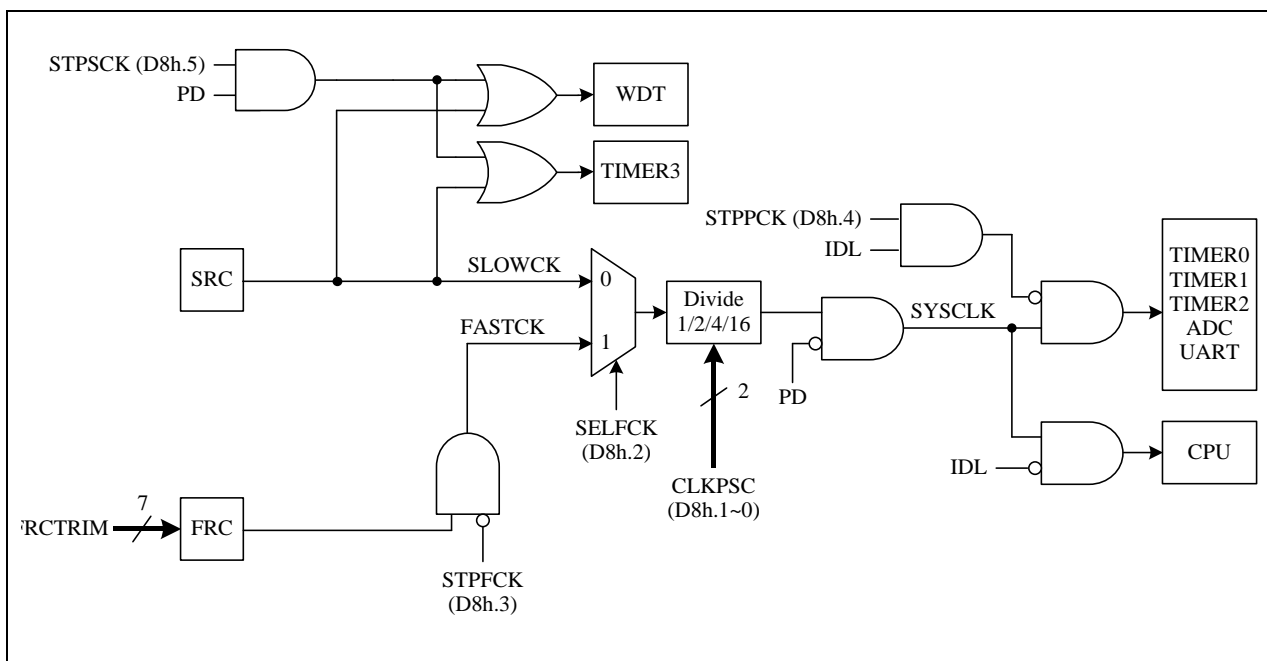 STPSCK (D8h.5)
PD
WDT
TIMER3
STPPCK (D8h.4)
IDL
SRC
SLOWCK
0
FASTCK
1
Divide
1/2/4/16
SYSCLK
TIMER0
TIMER1
TIMER2
ADC
UART
PD
2
SELFCK
(D8h.2)
CLKPSC
(D8h.1~0)
IDL
CPU
RCTRIM
7
FRC
STPFCK
(D8h.3)